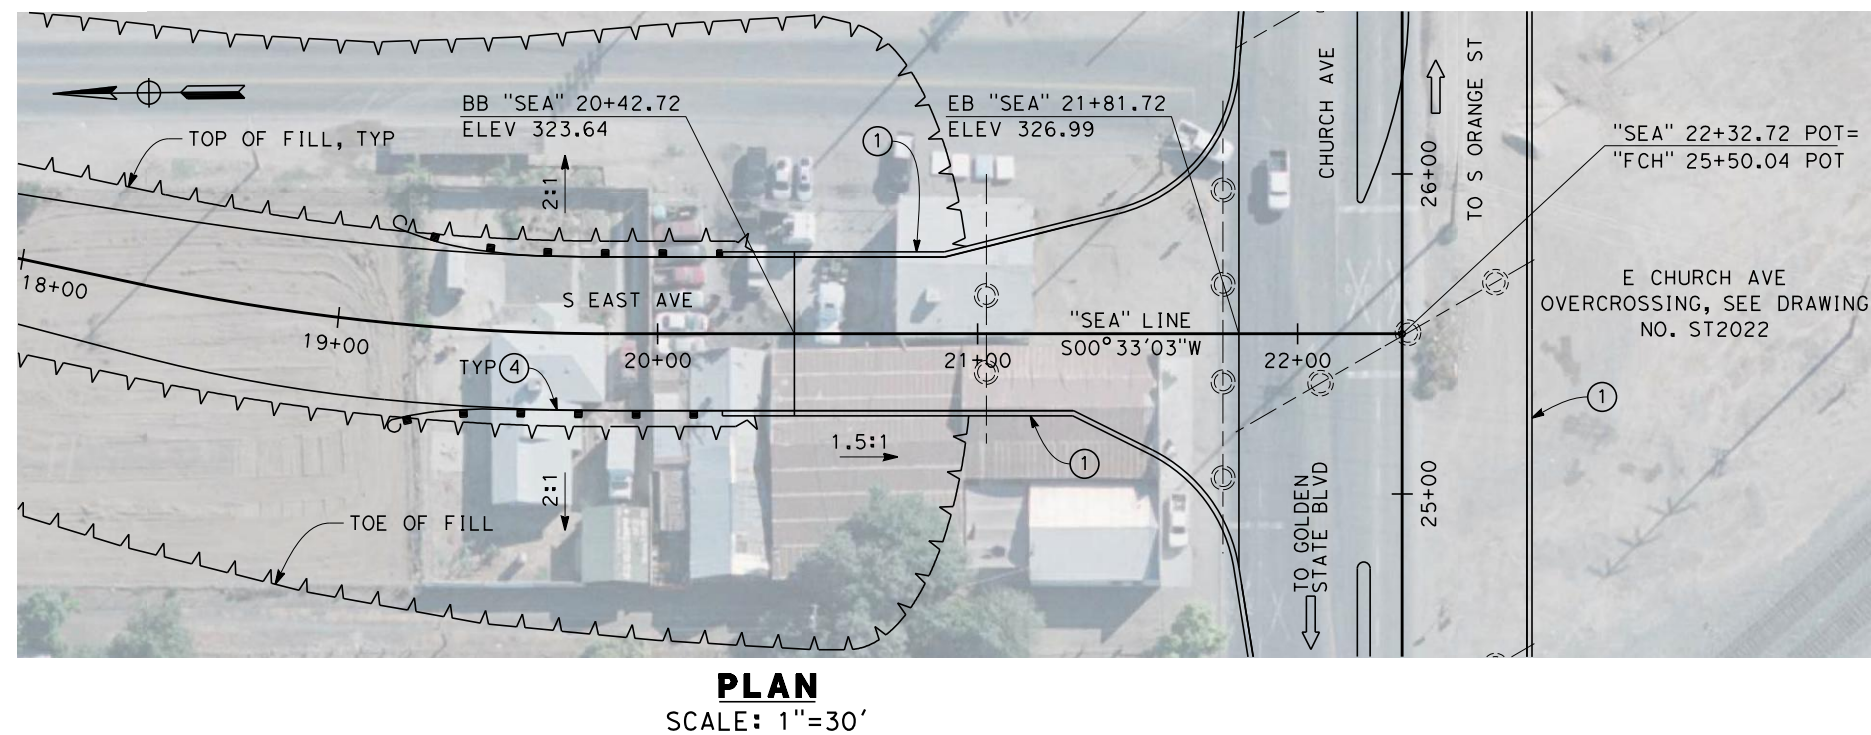 BB "SEA" 20+42.72
ELEV 323.64
EB "SEA" 21+81.72
ELEV 326.99
TOP OF FILL, TYP
1
2:1
CHURCH AVE
TO S ORANGE ST
26+00
"SEA" 22+32.72 POT=
"FCH" 25+50.04 POT
18+00
19+00
S EAST AVE
20+00
21+00
"SEA" LINE
S00°33'03"W
22+00
E CHURCH AVE
OVERCROSSING, SEE DRAWING
NO. ST2022
TYP 4
1
1.5:1
1
2:1
TOE OF FILL
TO GOLDEN
STATE BLVD
25+00
PLAN
SCALE: 1"=30'